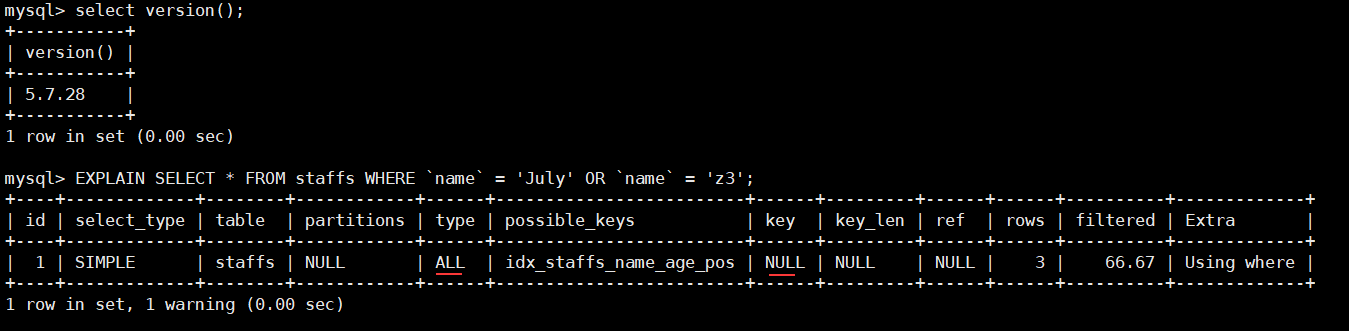 mysql> select version();
+-----------+
| version() |
+-----------+
| 5.7.28    |
+-----------+
1 row in set (0.00 sec)

mysql> EXPLAIN SELECT * FROM staffs WHERE `name` = 'July' OR `name` = 'z3';
+----+-------------+--------+------------+------+-------------------------+------+---------+------+------+----------+-------------+
| id | select_type | table  | partitions | type | possible_keys           | key  | key_len | ref  | rows | filtered | Extra       |
+----+-------------+--------+------------+------+-------------------------+------+---------+------+------+----------+-------------+
|  1 | SIMPLE      | staffs | NULL       | ALL  | idx_staffs_name_age_pos | NULL | NULL    | NULL |    3 |    66.67 | Using where |
+----+-------------+--------+------------+------+-------------------------+------+---------+------+------+----------+-------------+
1 row in set, 1 warning (0.00 sec)